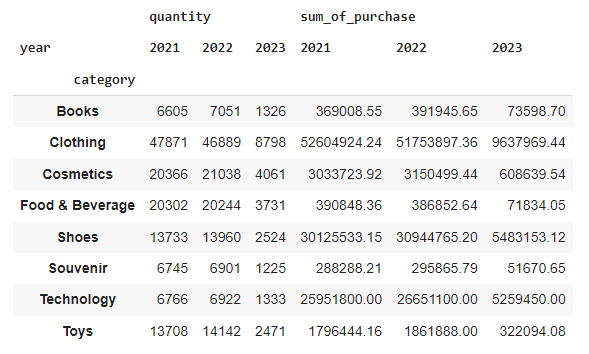 quantity sum_of_purchase
year 2021 2022 2023 2021 2022 2023
category
Books 6605 7051 1326 369008.55 391945.65 73598.70
Clothing 47871 46889 8798 52604924.24 51753897.36 9637969.44
Cosmetics 20366 21038 4061 3033723.92 3150499.44 608639.54
Food & Beverage 20302 20244 3731 390848.36 386852.64 71834.05
Shoes 13733 13960 2524 30125533.15 30944765.20 5483153.12
Souvenir 6745 6901 1225 288288.21 295865.79 51670.65
Technology 6766 6922 1333 25951800.00 26651100.00 5259450.00
Toys 13708 14142 2471 1796444.16 1861888.00 322094.08